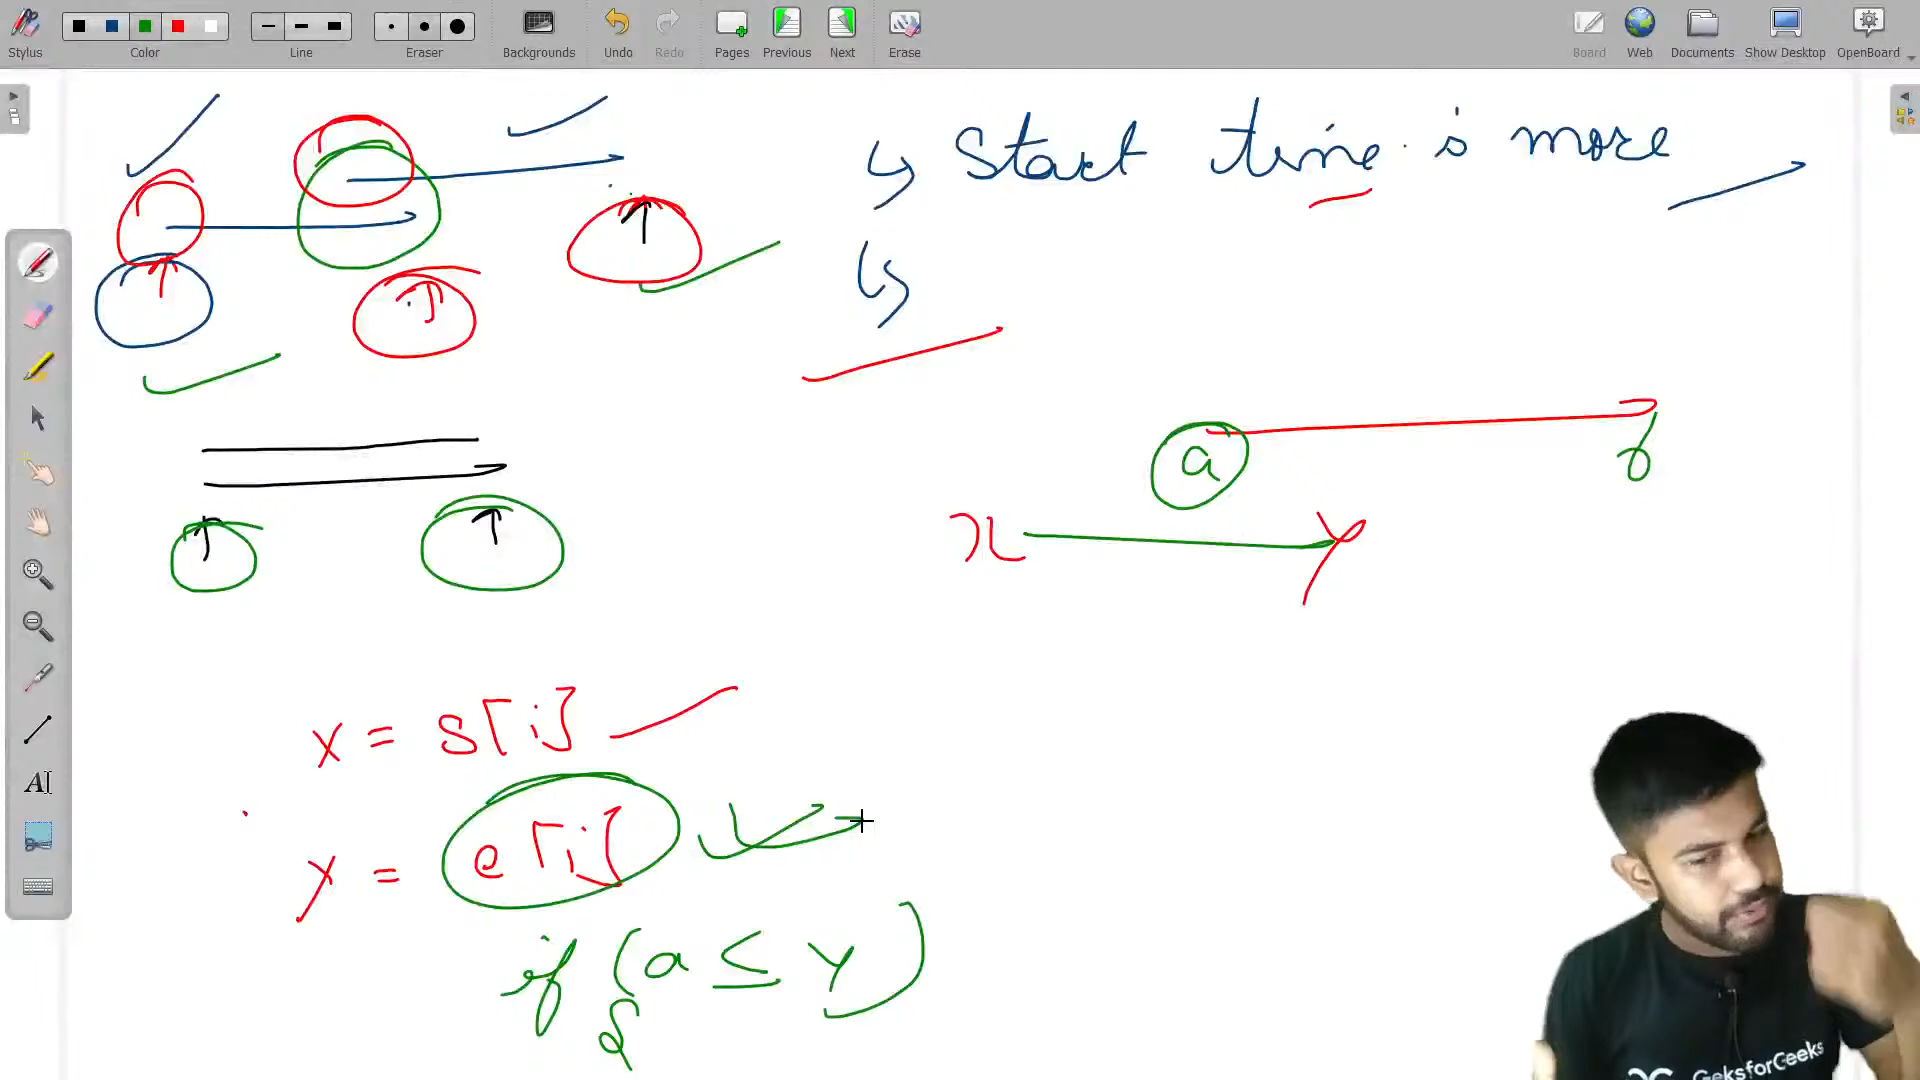 Stylus
Color
Line
Eraser
Backgrounds
Undo
Redo
Pages
Previous
Next
Erase
Board
Web
Documents
Show Desktop
OpenBoard
↳ Start time is more
↳
a b
x y
x = s[i]
y = e[i]
if (a ≤ y)
{
GeeksforGeeks